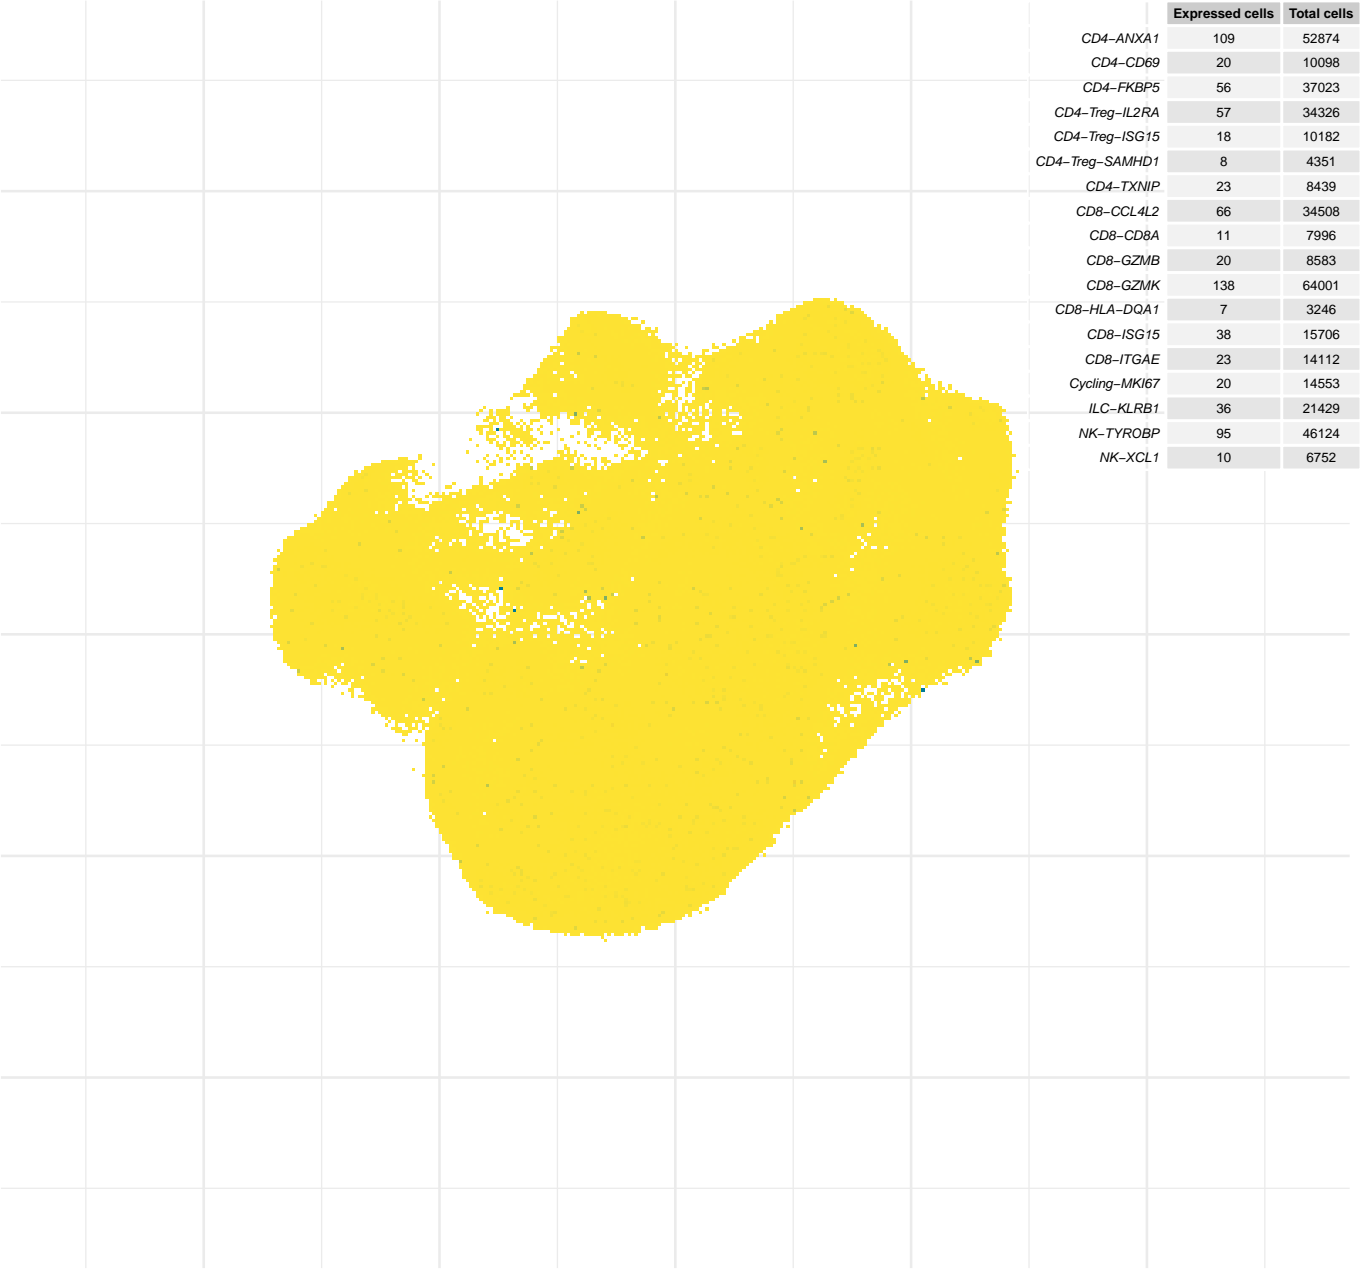 Expressed cells Total cells
CD4−ANXA1 109 52874
CD4−CD69 20 10098
CD4−FKBP5 56 37023
CD4−Treg−IL2RA 57 34326
CD4−Treg−ISG15 18 10182
CD4−Treg−SAMHD1 8 4351
CD4−TXNIP 23 8439
CD8−CCL4L2 66 34508
CD8−CD8A 11 7996
CD8−GZMB 20 8583
CD8−GZMK 138 64001
CD8−HLA−DQA1 7 3246
CD8−ISG15 38 15706
CD8−ITGAE 23 14112
Cycling−MKI67 20 14553
ILC−KLRB1 36 21429
NK−TYROBP 95 46124
NK−XCL1 10 6752